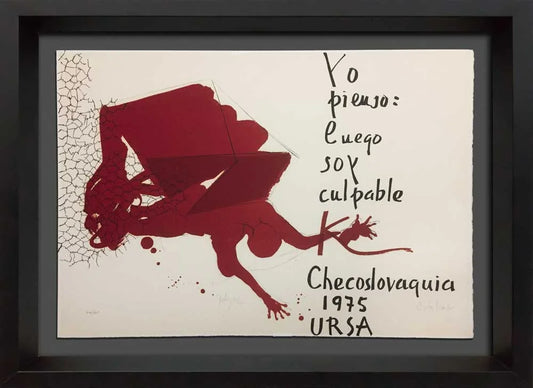 Yo
pienso:
luego
soy
culpable
K
Checoslovaquia
1975
URSA